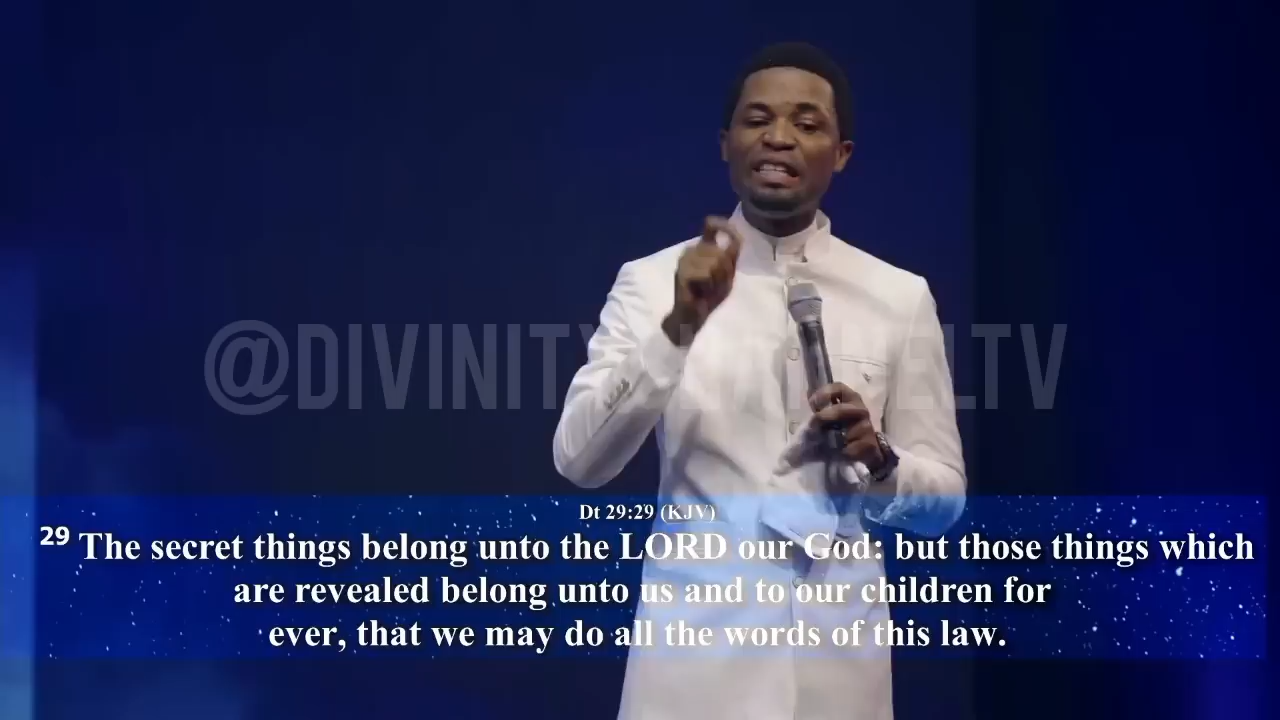 @DIVINITY
ELTV
Dt 29:29 (KJV)
29 The secret things belong unto the LORD our God: but those things which
are revealed belong unto us and to our children for
ever, that we may do all the words of this law.